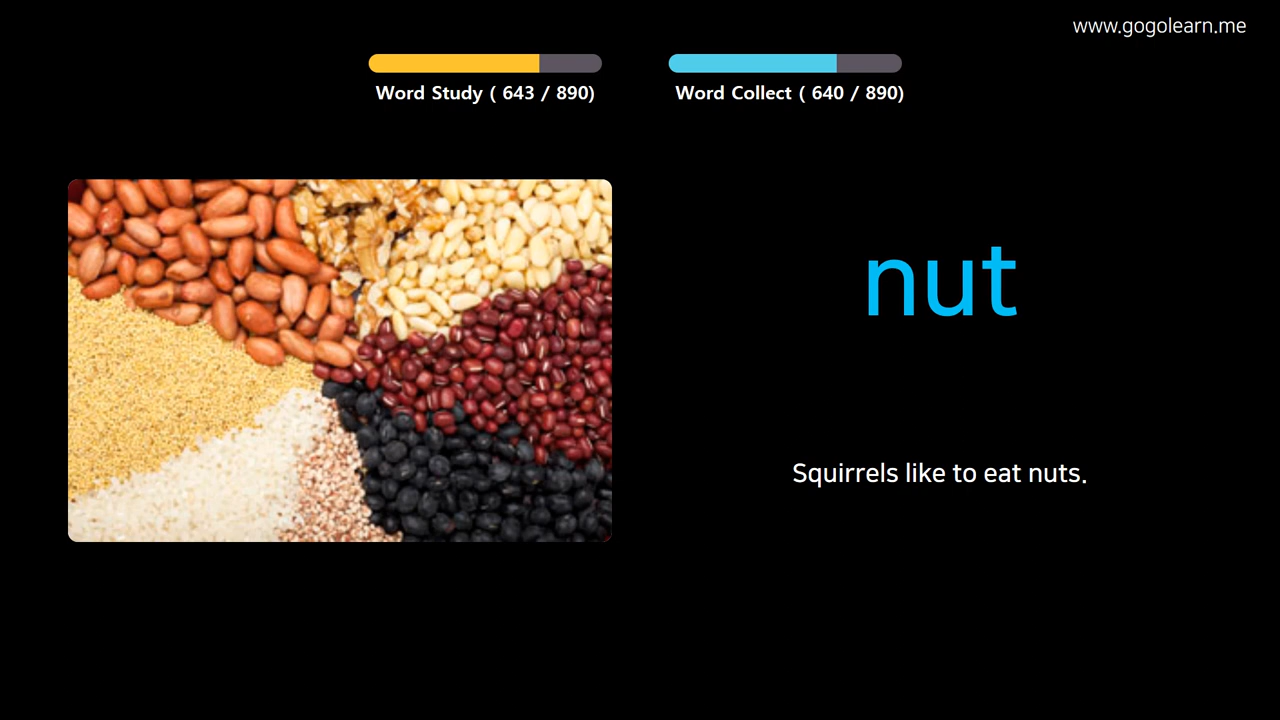 www.gogolearn.me
Word Study ( 643 / 890)
Word Collect ( 640 / 890)
nut
Squirrels like to eat nuts.